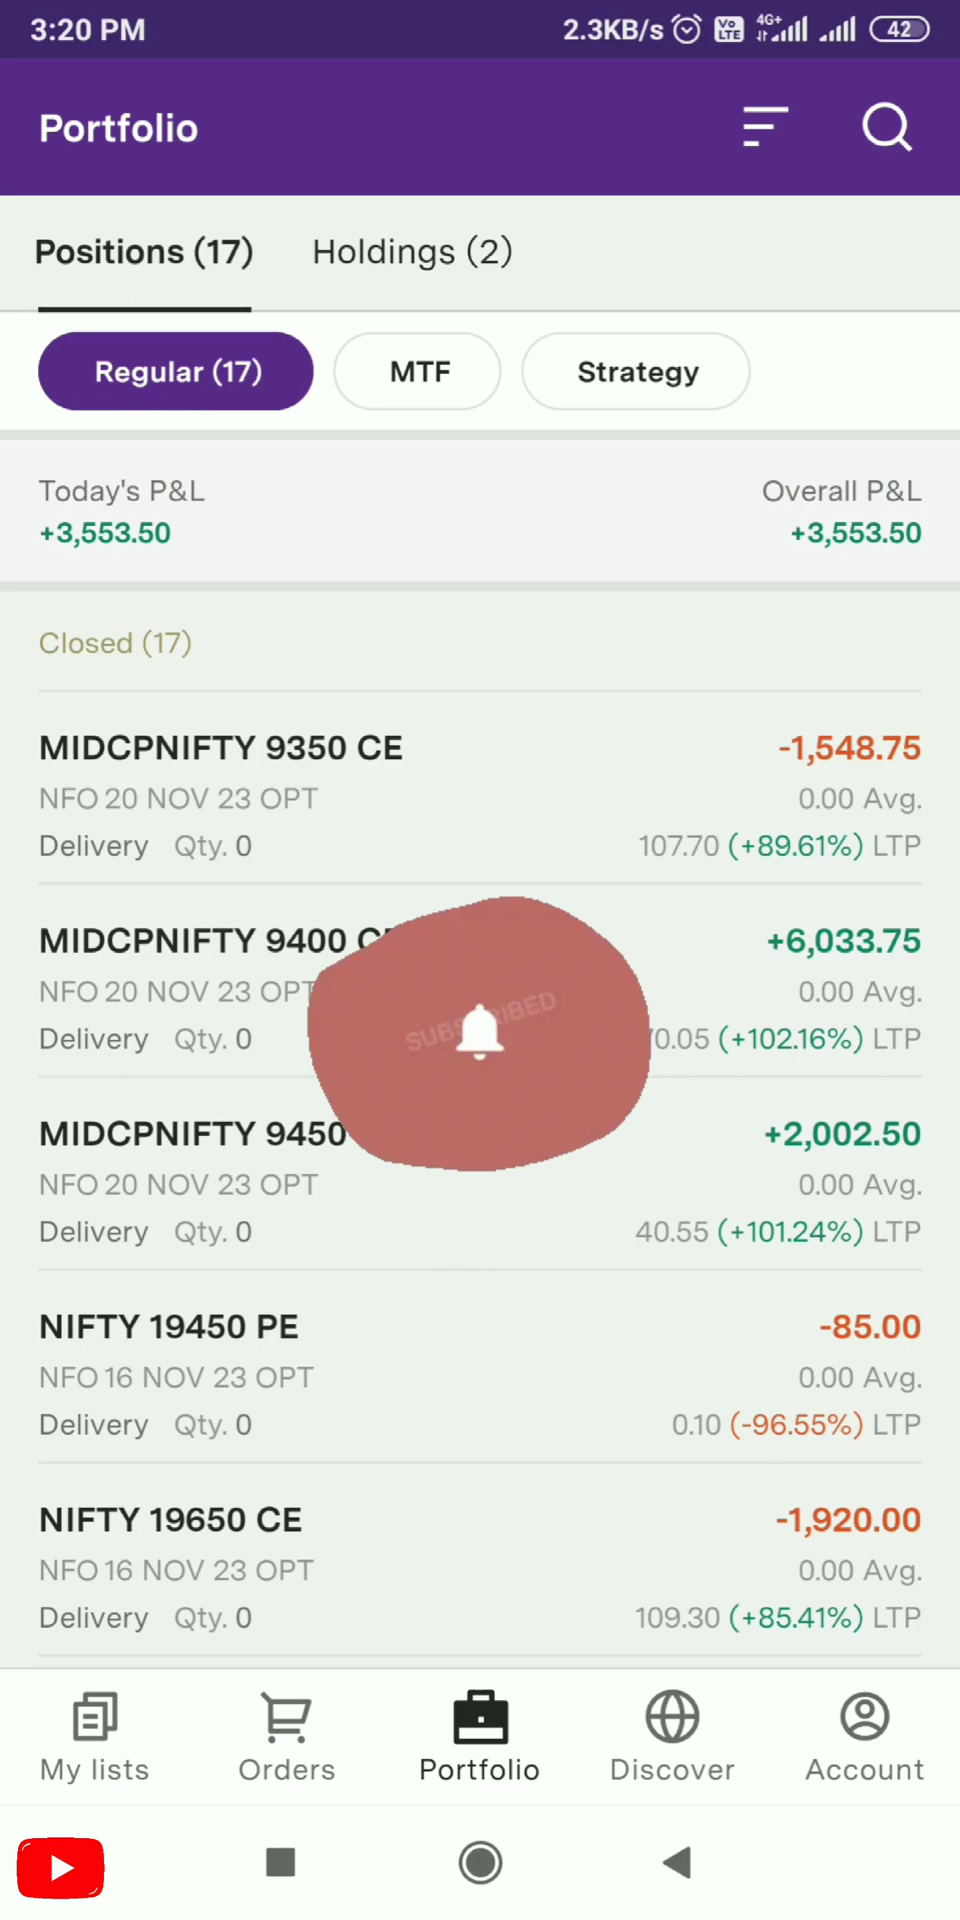 3:20 PM 2.3KB/s Vo LTE 4G+ 42
Portfolio
Positions (17) Holdings (2)
Regular (17) MTF Strategy
Today's P&L Overall P&L
+3,553.50 +3,553.50
Closed (17)
MIDCPNIFTY 9350 CE -1,548.75
NFO 20 NOV 23 OPT 0.00 Avg.
Delivery Qty. 0 107.70 (+89.61%) LTP
MIDCPNIFTY 9400 +6,033.75
NFO 20 NOV 23 OPT 0.00 Avg.
SUBSCRIBED
Delivery Qty. 0 0.05 (+102.16%) LTP
MIDCPNIFTY 9450 +2,002.50
NFO 20 NOV 23 OPT 0.00 Avg.
Delivery Qty. 0 40.55 (+101.24%) LTP
NIFTY 19450 PE -85.00
NFO 16 NOV 23 OPT 0.00 Avg.
Delivery Qty. 0 0.10 (-96.55%) LTP
NIFTY 19650 CE -1,920.00
NFO 16 NOV 23 OPT 0.00 Avg.
Delivery Qty. 0 109.30 (+85.41%) LTP
My lists Orders Portfolio Discover Account